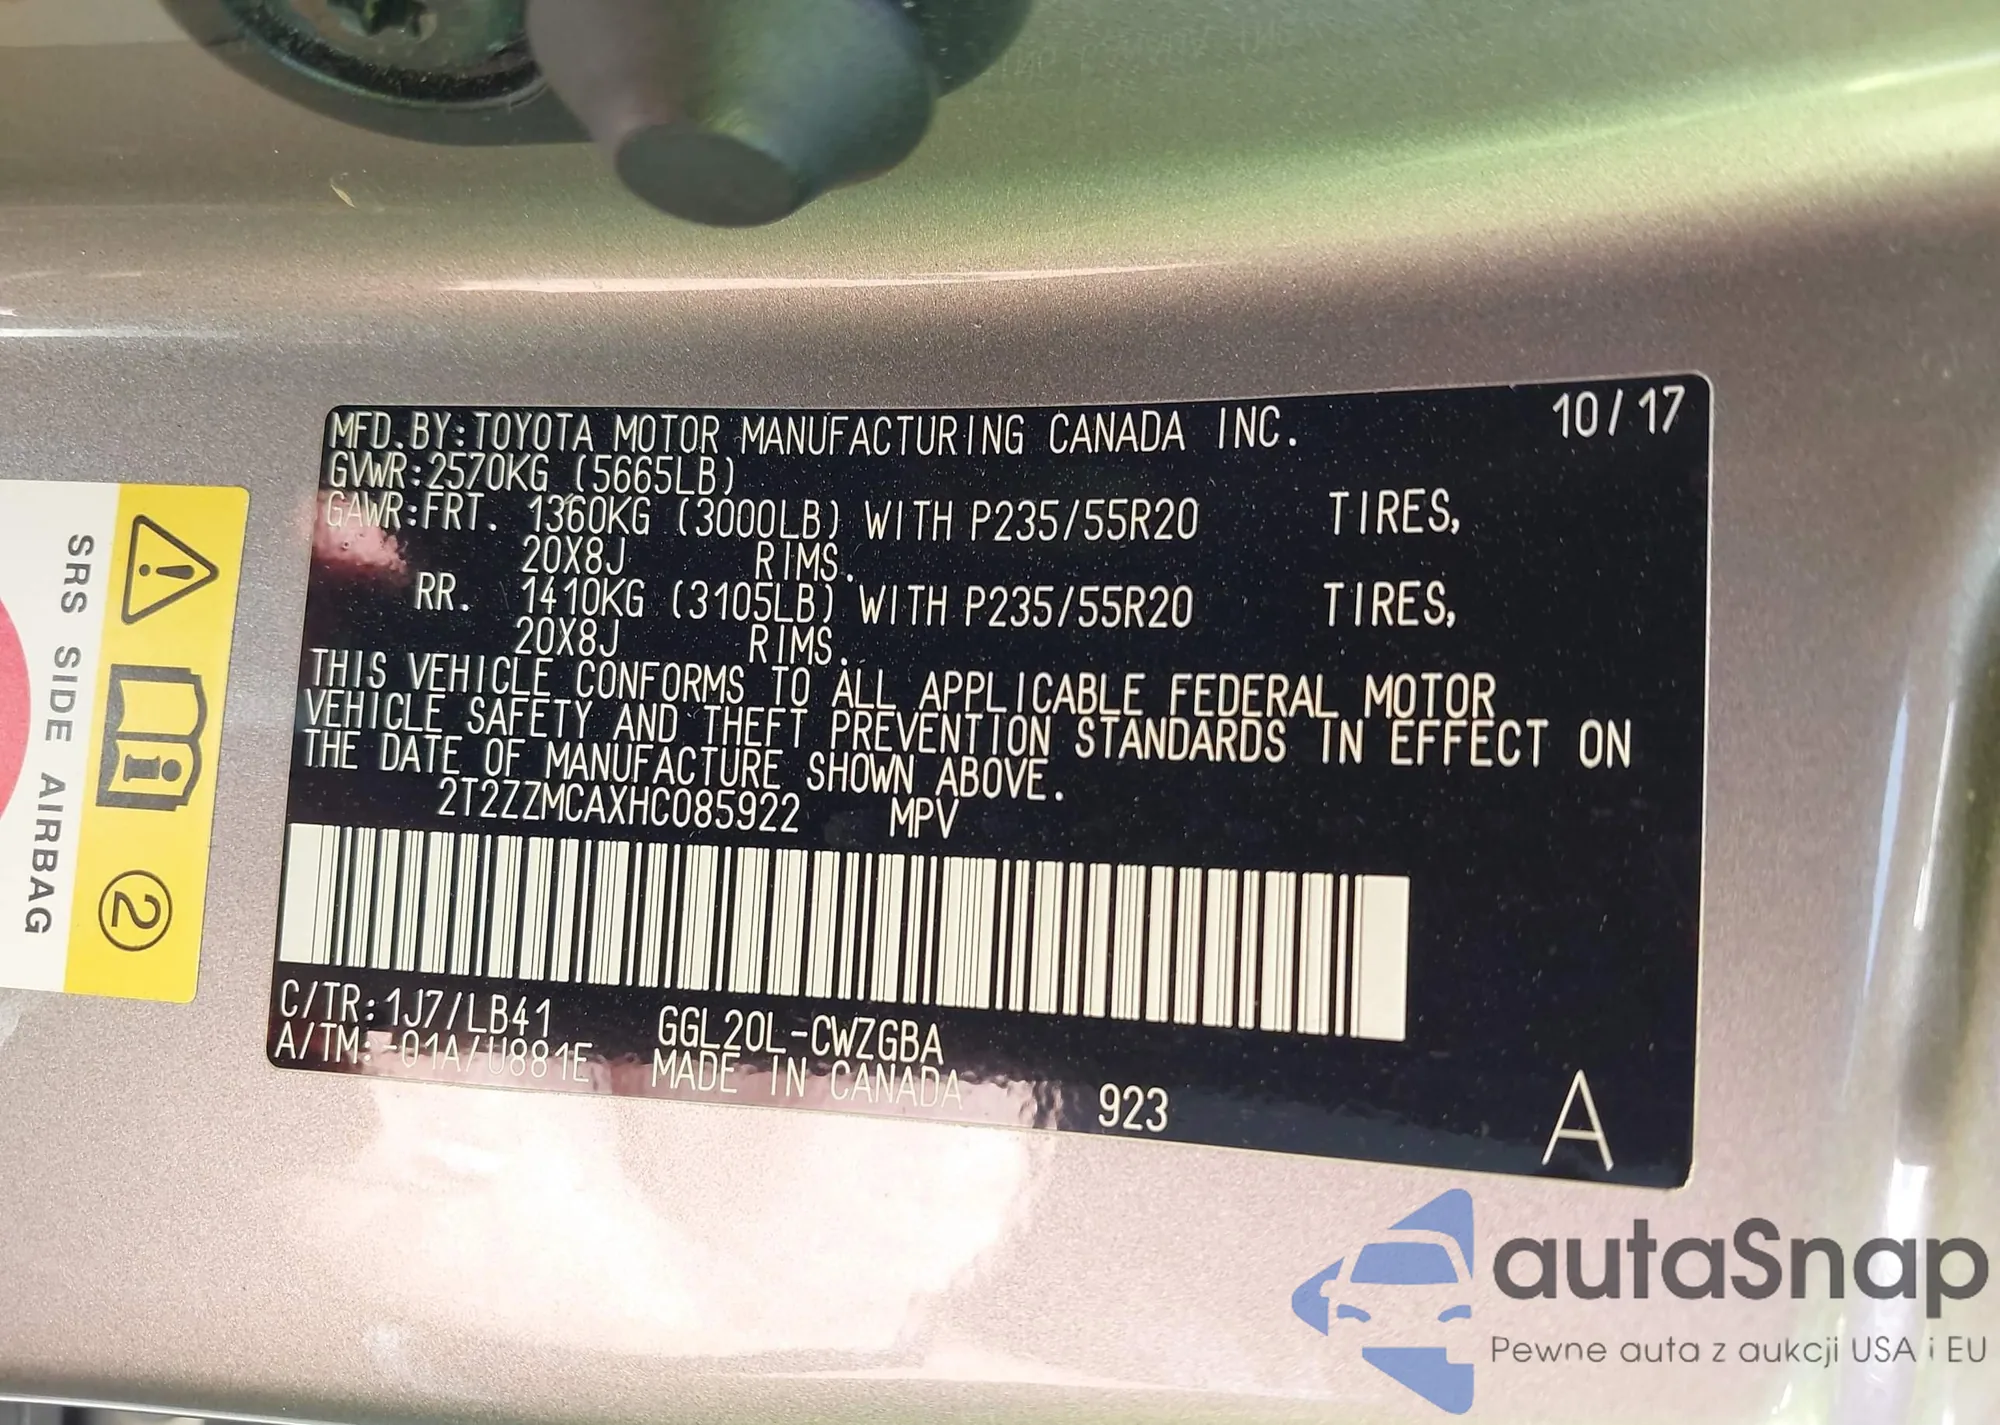 MFD.BY:TOYOTA MOTOR MANUFACTURING CANADA INC. 10/17
GVWR:2570KG (5665LB)
GAWR:FRT. 1360KG (3000LB) WITH P235/55R20 TIRES,
20X8J RIMS.
RR. 1410KG (3105LB) WITH P235/55R20 TIRES,
20X8J RIMS.
THIS VEHICLE CONFORMS TO ALL APPLICABLE FEDERAL MOTOR
VEHICLE SAFETY AND THEFT PREVENTION STANDARDS IN EFFECT ON
THE DATE OF MANUFACTURE SHOWN ABOVE.
2T2ZZMCAXHC085922 MPV
C/TR:1J7/LB41 GGL20L-CWZGBA
A/TM:-01A/U881E MADE IN CANADA 923 A
SRS SIDE AIRBAG
2
autaSnap
Pewne auta z aukcji USA i EU